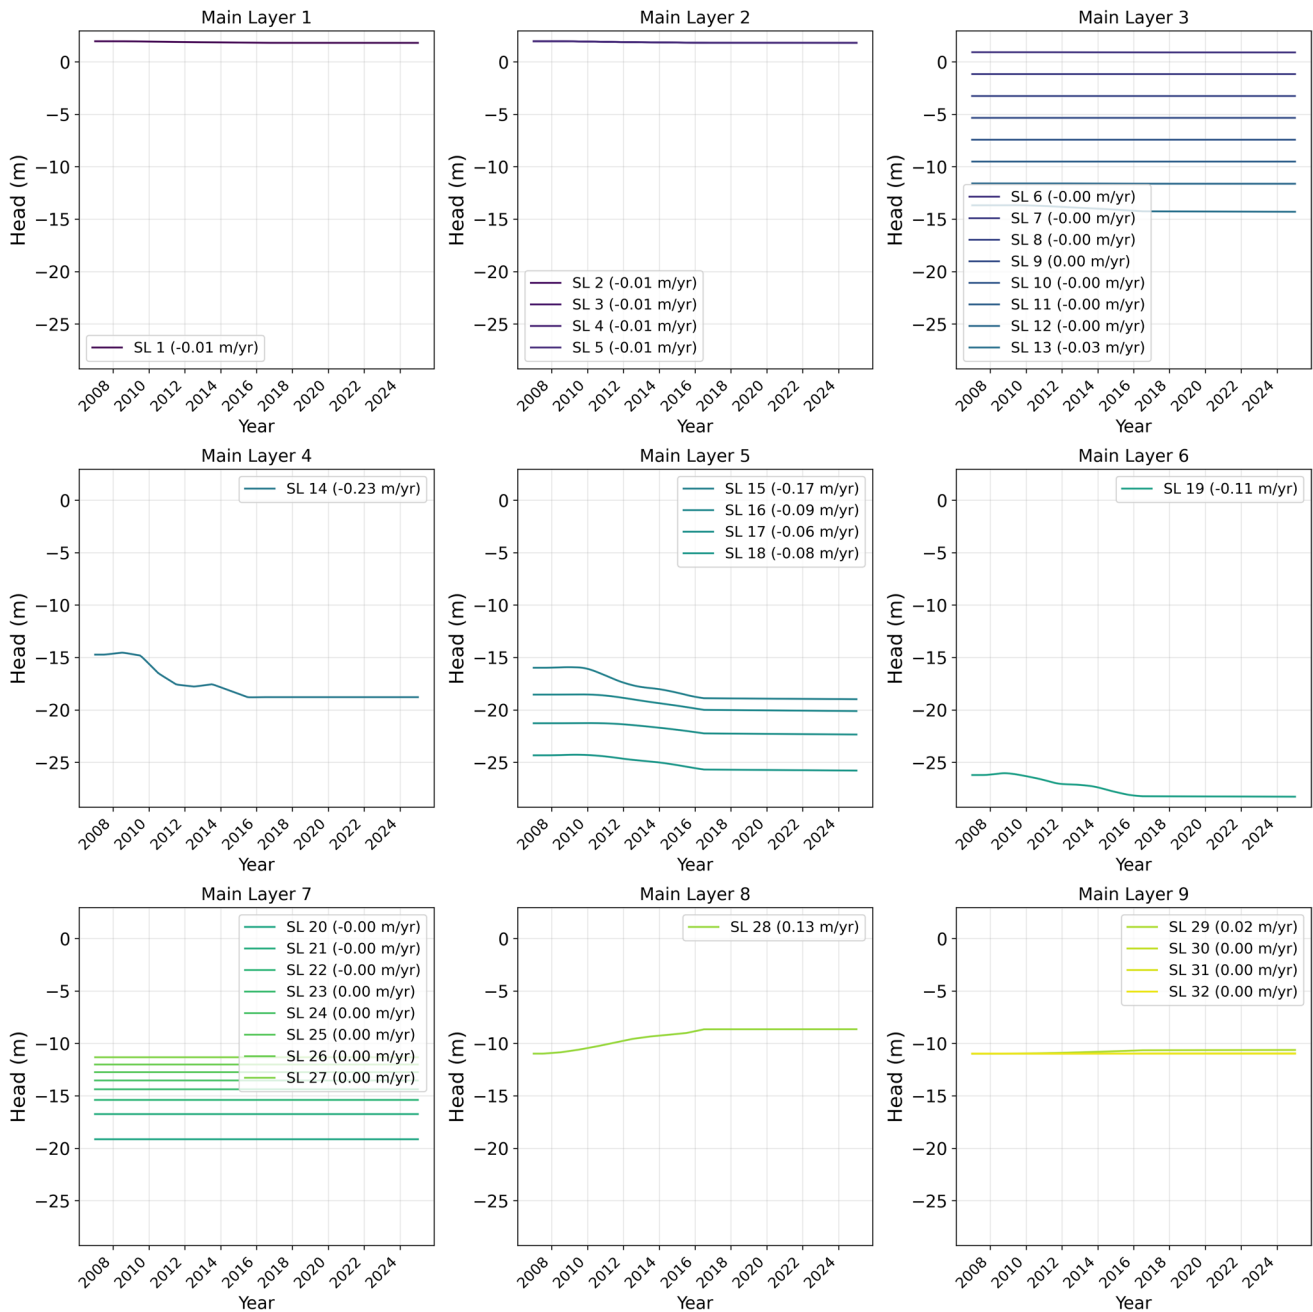 Main Layer 1
0
−5
−10
−15
−20
−25
Head (m)
SL 1 (-0.01 m/yr)
2008 2010 2012 2014 2016 2018 2020 2022 2024
Year
Main Layer 2
0
−5
−10
−15
−20
−25
Head (m)
SL 2 (-0.01 m/yr)
SL 3 (-0.01 m/yr)
SL 4 (-0.01 m/yr)
SL 5 (-0.01 m/yr)
2008 2010 2012 2014 2016 2018 2020 2022 2024
Year
Main Layer 3
0
−5
−10
−15
−20
−25
Head (m)
SL 6 (-0.00 m/yr)
SL 7 (-0.00 m/yr)
SL 8 (-0.00 m/yr)
SL 9 (0.00 m/yr)
SL 10 (-0.00 m/yr)
SL 11 (-0.00 m/yr)
SL 12 (-0.00 m/yr)
SL 13 (-0.03 m/yr)
2008 2010 2012 2014 2016 2018 2020 2022 2024
Year
Main Layer 4
0
−5
−10
−15
−20
−25
Head (m)
SL 14 (-0.23 m/yr)
2008 2010 2012 2014 2016 2018 2020 2022 2024
Year
Main Layer 5
0
−5
−10
−15
−20
−25
Head (m)
SL 15 (-0.17 m/yr)
SL 16 (-0.09 m/yr)
SL 17 (-0.06 m/yr)
SL 18 (-0.08 m/yr)
2008 2010 2012 2014 2016 2018 2020 2022 2024
Year
Main Layer 6
0
−5
−10
−15
−20
−25
Head (m)
SL 19 (-0.11 m/yr)
2008 2010 2012 2014 2016 2018 2020 2022 2024
Year
Main Layer 7
0
−5
−10
−15
−20
−25
Head (m)
SL 20 (-0.00 m/yr)
SL 21 (-0.00 m/yr)
SL 22 (-0.00 m/yr)
SL 23 (0.00 m/yr)
SL 24 (0.00 m/yr)
SL 25 (0.00 m/yr)
SL 26 (0.00 m/yr)
SL 27 (0.00 m/yr)
2008 2010 2012 2014 2016 2018 2020 2022 2024
Year
Main Layer 8
0
−5
−10
−15
−20
−25
Head (m)
SL 28 (0.13 m/yr)
2008 2010 2012 2014 2016 2018 2020 2022 2024
Year
Main Layer 9
0
−5
−10
−15
−20
−25
Head (m)
SL 29 (0.02 m/yr)
SL 30 (0.00 m/yr)
SL 31 (0.00 m/yr)
SL 32 (0.00 m/yr)
2008 2010 2012 2014 2016 2018 2020 2022 2024
Year